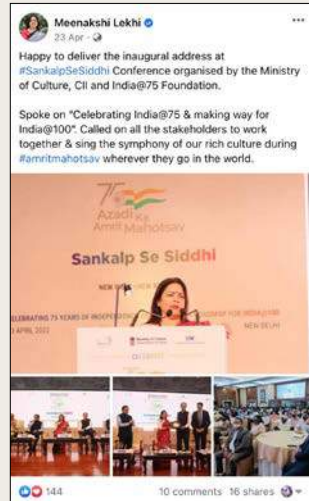 Meenakshi Lekhi
23 Apr
Happy to deliver the inaugural address at
#SankalpSeSiddhi Conference organised by the Ministry
of Culture, CII and India@75 Foundation.
Spoke on "Celebrating India@75 & making way for
India@100". Called on all the stakeholders to work
together & sing the symphony of our rich culture during
#amritmahotsav wherever they go in the world.
75
Azadi Ka
Amrit Mahotsav
Sankalp Se Siddhi
NEW
CELEBRATING 75 YEARS OF INDEPENDENCE
APRIL 2022
NEW DELHI
144
10 comments 16 shares